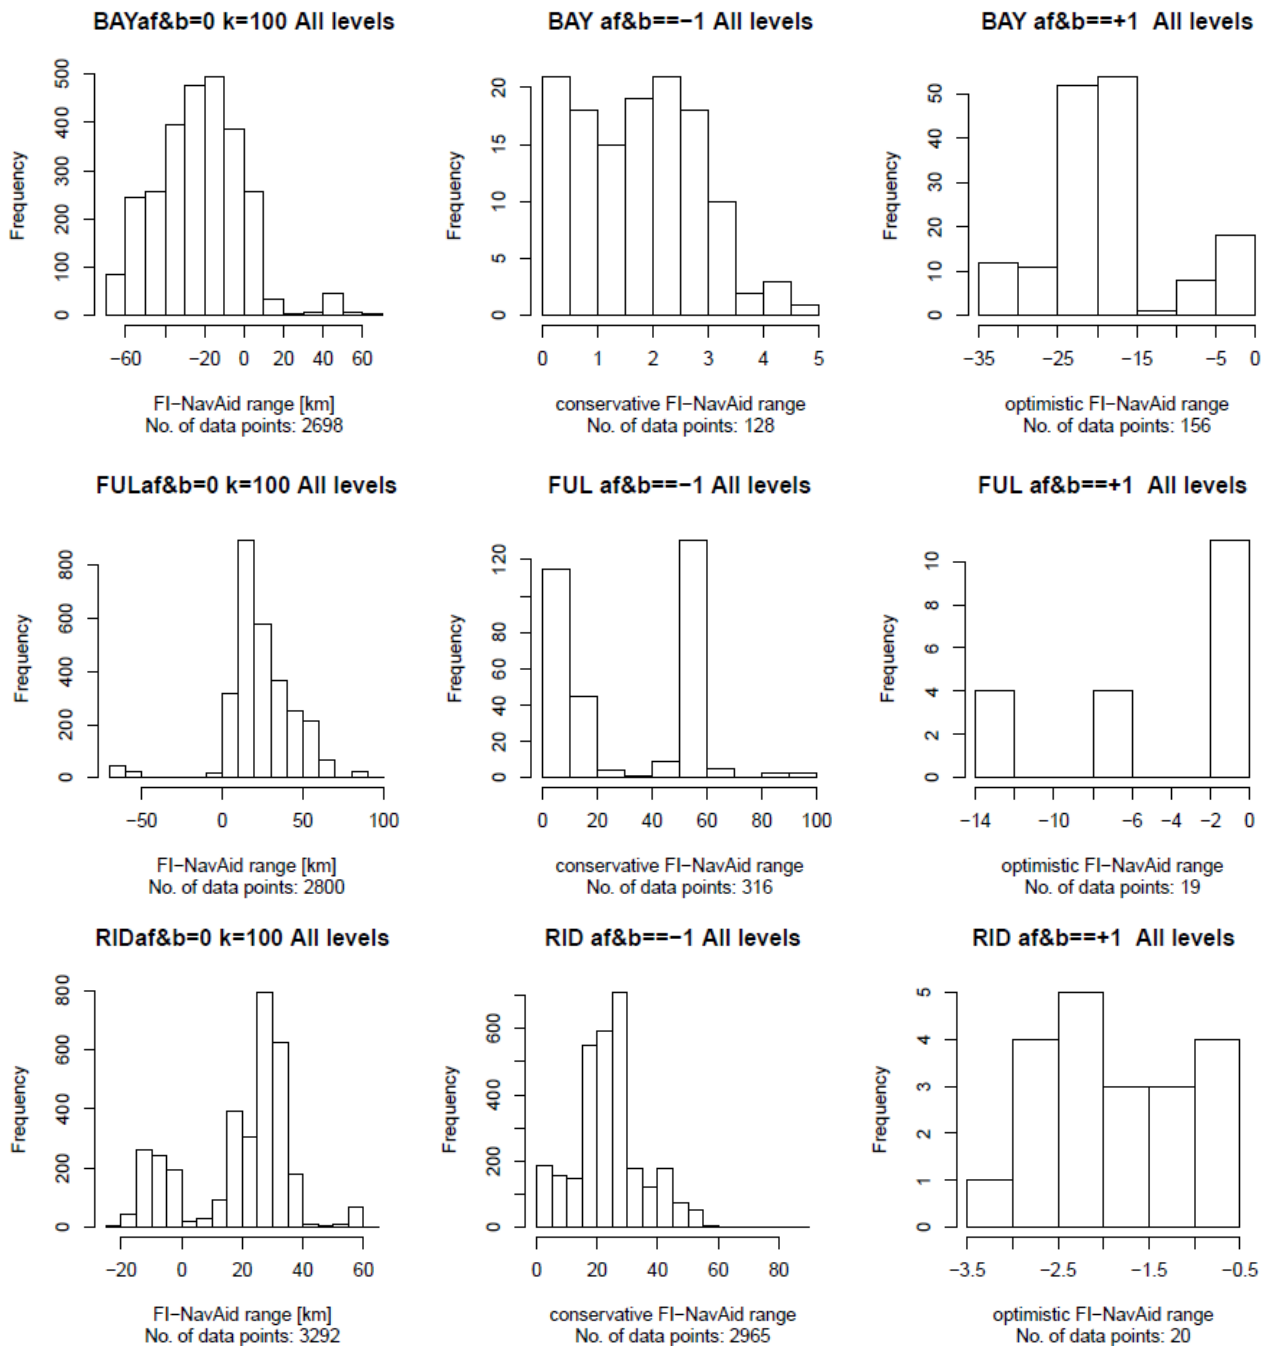 BAYaf&b=0 k=100 All levels
Frequency
0 100 200 300 400 500
−60 −20 0 20 40 60
FI−NavAid range [km]
No. of data points: 2698
BAY af&b==−1 All levels
Frequency
0 5 10 15 20
0 1 2 3 4 5
conservative FI−NavAid range
No. of data points: 128
BAY af&b==+1 All levels
Frequency
0 10 20 30 40 50
−35 −25 −15 −5 0
optimistic FI−NavAid range
No. of data points: 156
FULaf&b=0 k=100 All levels
Frequency
0 200 400 600 800
−50 0 50 100
FI−NavAid range [km]
No. of data points: 2800
FUL af&b==−1 All levels
Frequency
0 20 40 60 80 120
0 20 40 60 80 100
conservative FI−NavAid range
No. of data points: 316
FUL af&b==+1 All levels
Frequency
0 2 4 6 8 10
−14 −10 −6 −4 −2 0
optimistic FI−NavAid range
No. of data points: 19
RIDaf&b=0 k=100 All levels
Frequency
0 200 400 600 800
−20 0 20 40 60
FI−NavAid range [km]
No. of data points: 3292
RID af&b==−1 All levels
Frequency
0 200 400 600
0 20 40 60 80
conservative FI−NavAid range
No. of data points: 2965
RID af&b==+1 All levels
Frequency
0 1 2 3 4 5
−3.5 −2.5 −1.5 −0.5
optimistic FI−NavAid range
No. of data points: 20